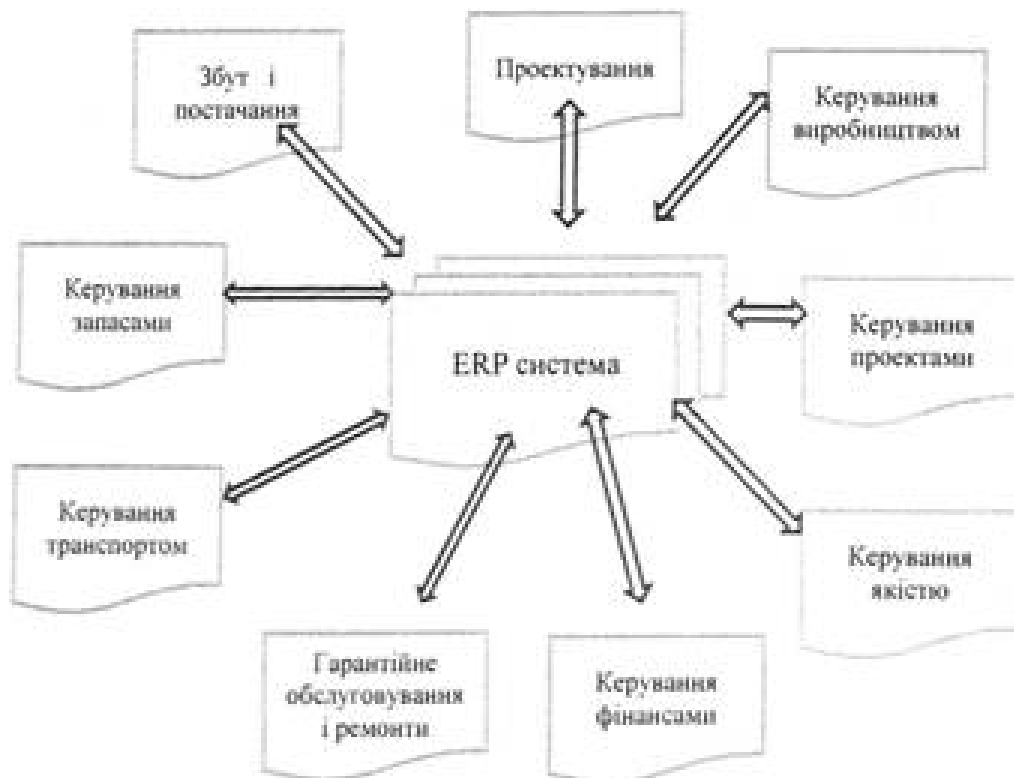 Збут і
постачання
Проектування
Керування
виробництвом
Керування
запасами
ERP система
Керування
проектами
Керування
транспортом
Керування
якістю
Гарантійне
обслуговування
і ремонти
Керування
фінансами